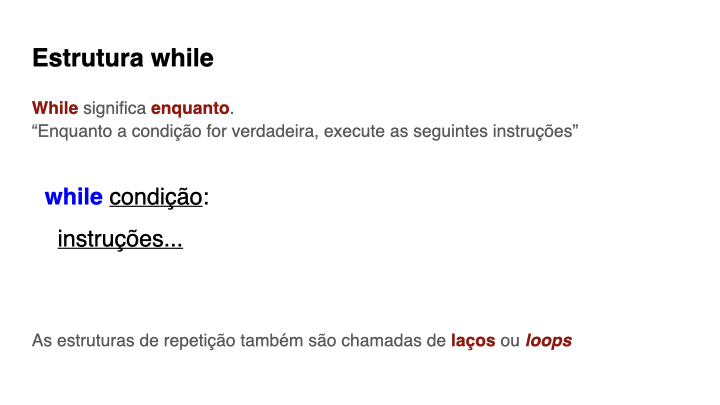 Estrutura while
While significa enquanto.
“Enquanto a condição for verdadeira, execute as seguintes instruções”
while condição:
instruções...
As estruturas de repetição também são chamadas de laços ou loops